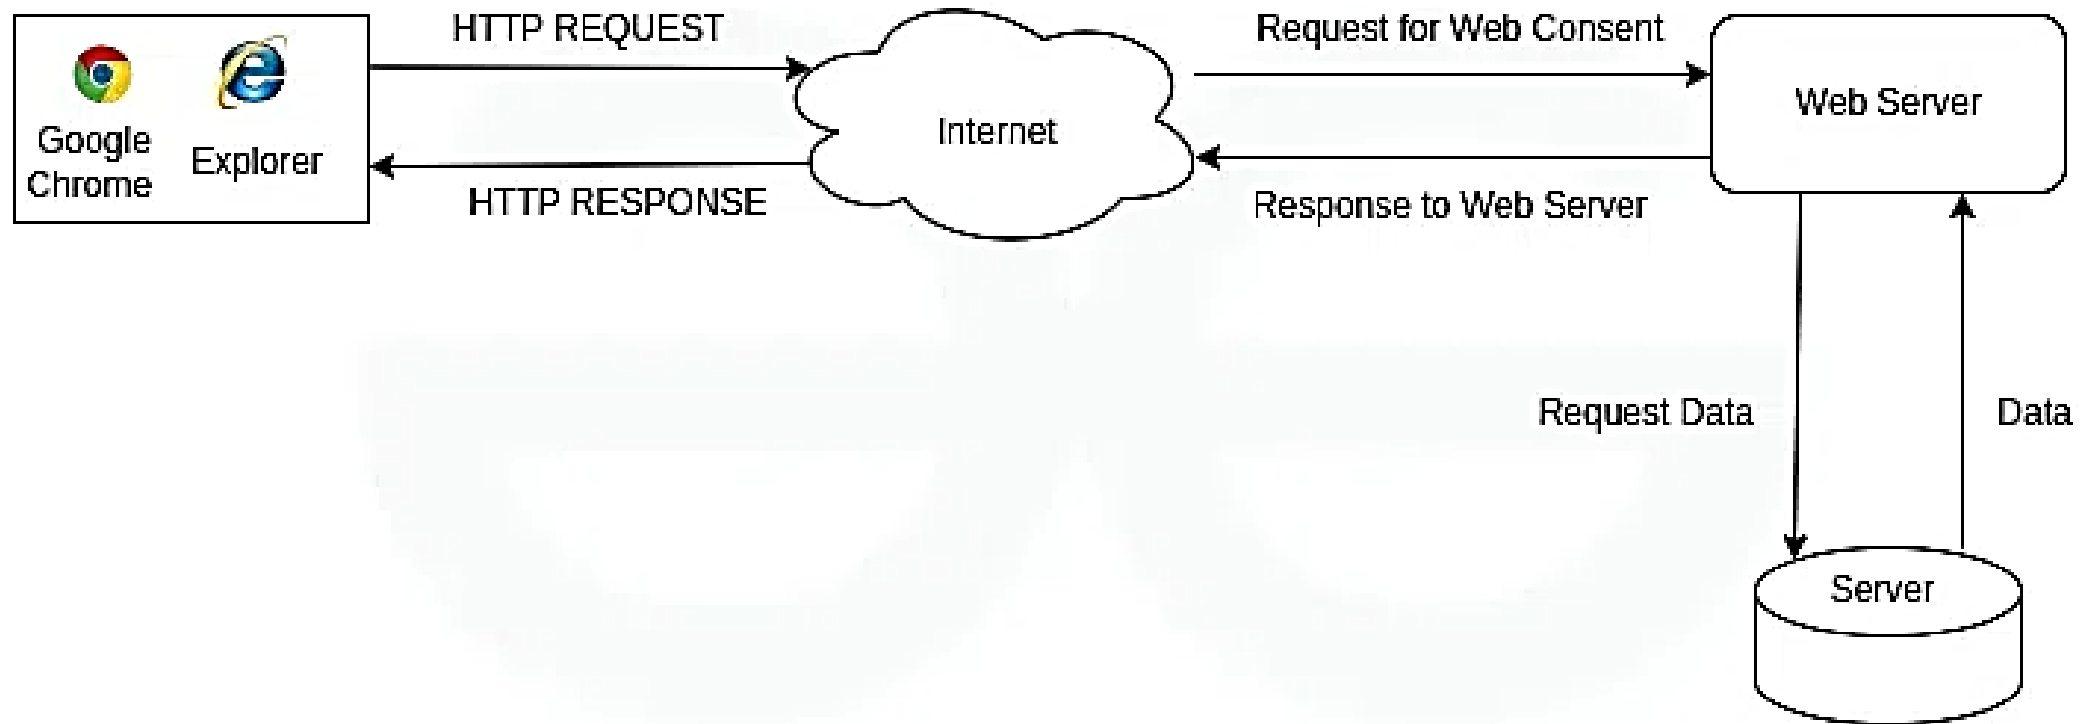 HTTP REQUEST
Request for Web Consent
Google
Chrome
Explorer
Internet
Web Server
HTTP RESPONSE
Response to Web Server
Request Data
Data
Server